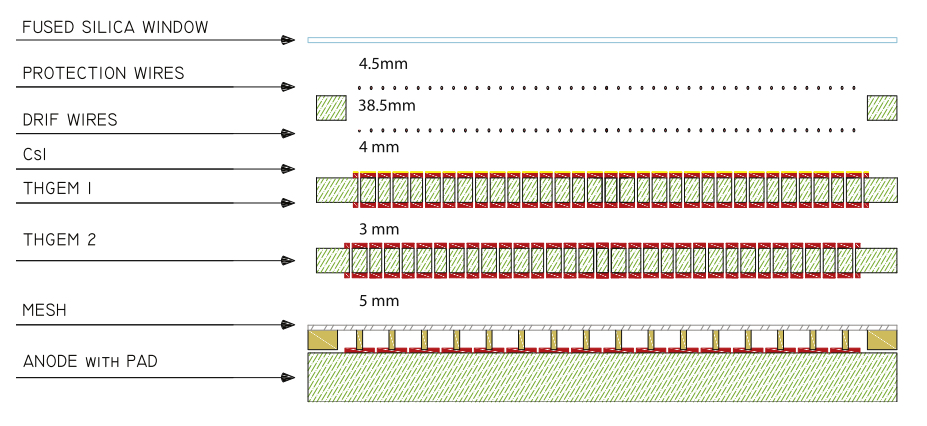 FUSED SILICA WINDOW
4.5mm
PROTECTION WIRES
38.5mm
DRIF WIRES
4 mm
CsI
THGEM 1
3 mm
THGEM 2
5 mm
MESH
ANODE WITH PAD